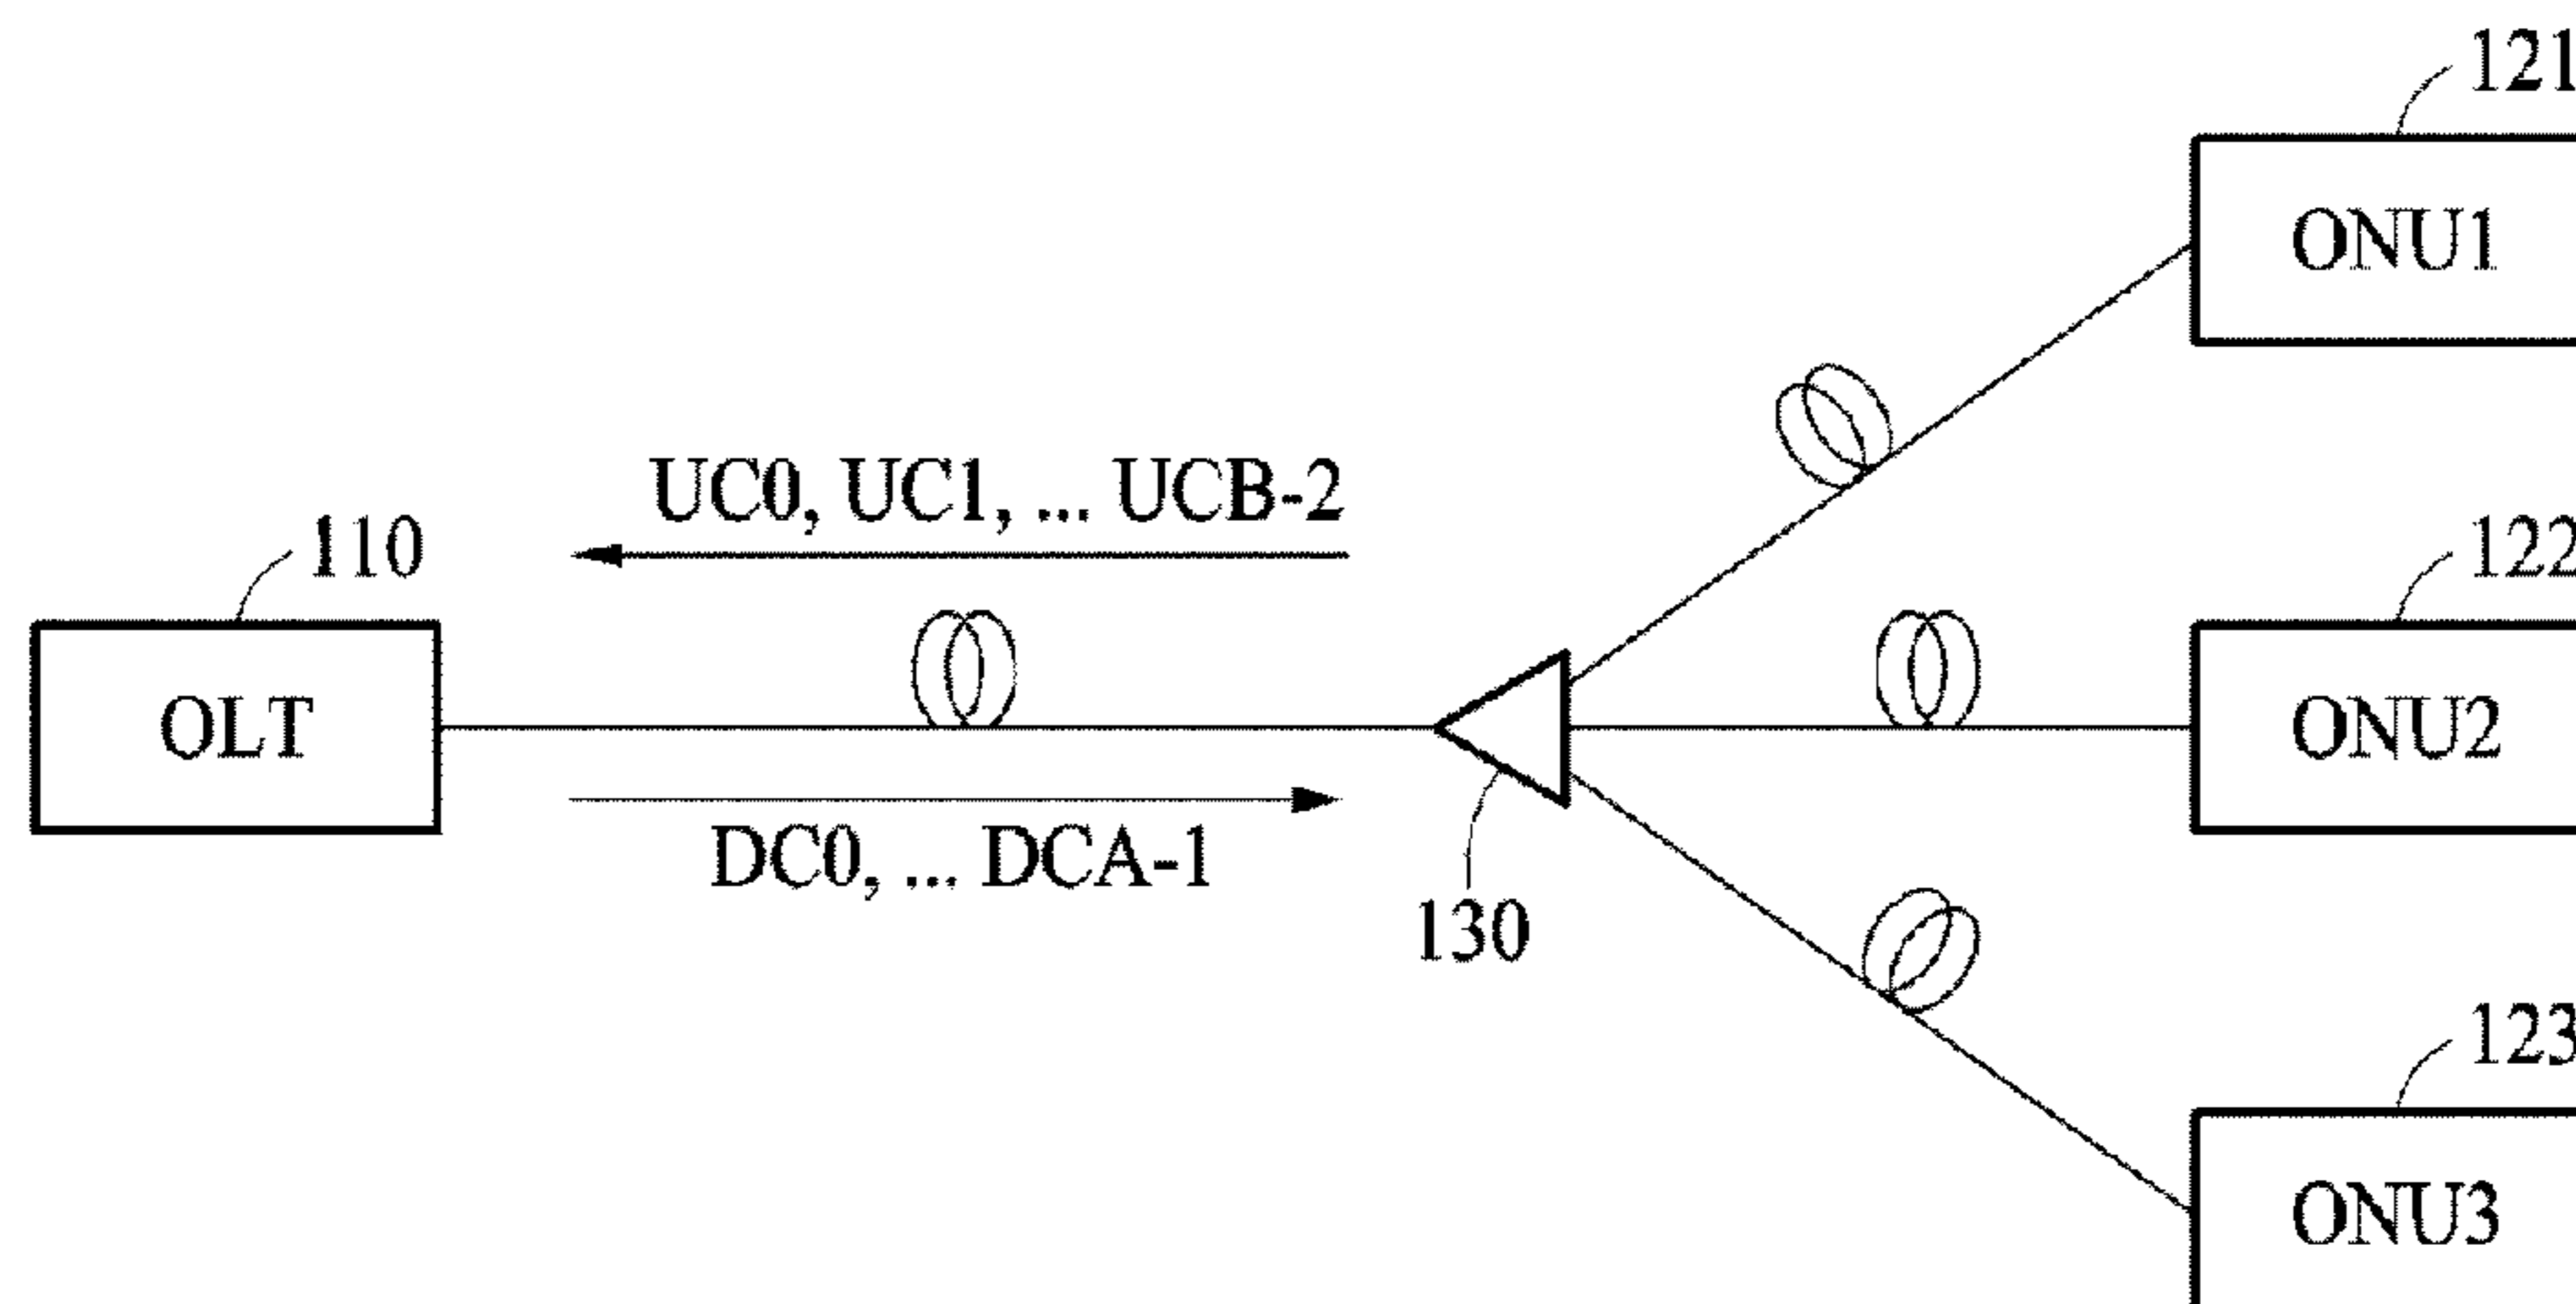 121
ONU1
UC0, UC1, ... UCB-2
110
122
OLT
ONU2
DC0, ... DCA-1
130
123
ONU3